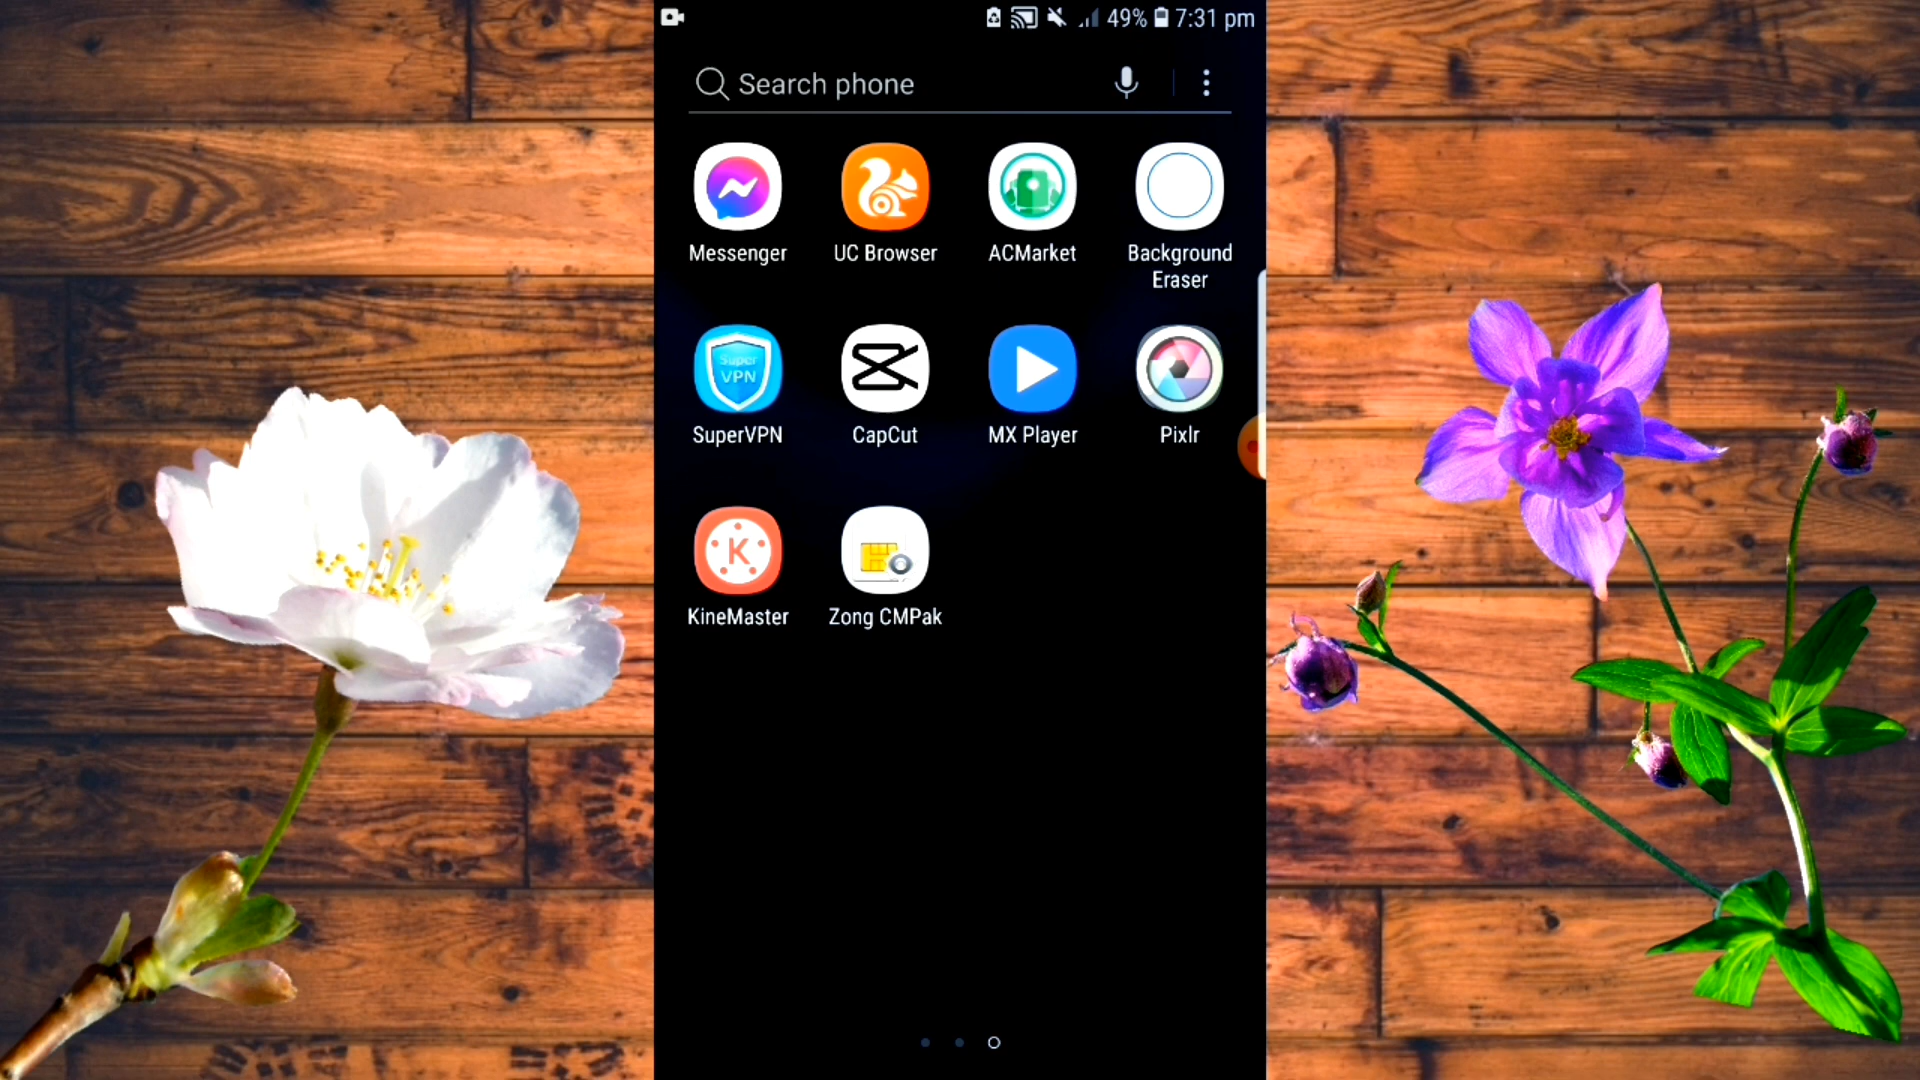 49% 7:31 pm
Search phone
Messenger UC Browser ACMarket Background
Eraser
Super
VPN
SuperVPN CapCut MX Player Pixlr
K
KineMaster Zong CMPak